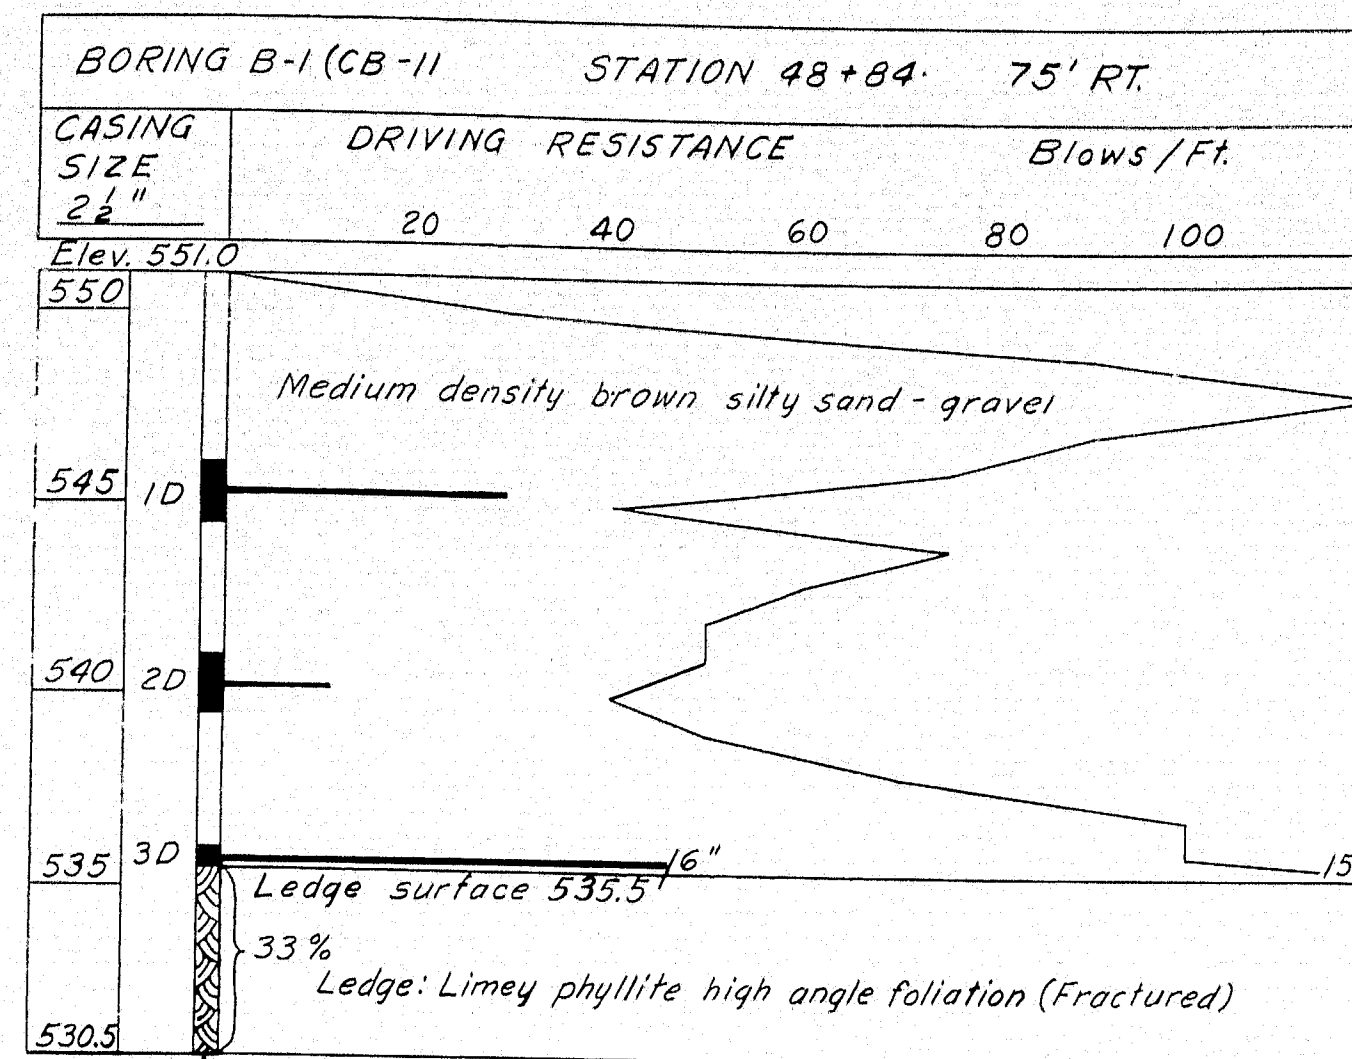 BORING B-1 (CB-1) STATION 48+84. 75' RT.
CASING SIZE 2½" DRIVING RESISTANCE Blows/Ft.
20 40 60 80 100
Elev. 551.0
550
Medium density brown silty sand-gravel
545 1D
540 2D
535 3D 6" 15
Ledge surface 535.5
33%
Ledge: Limey phyllite high angle foliation (Fractured)
530.5